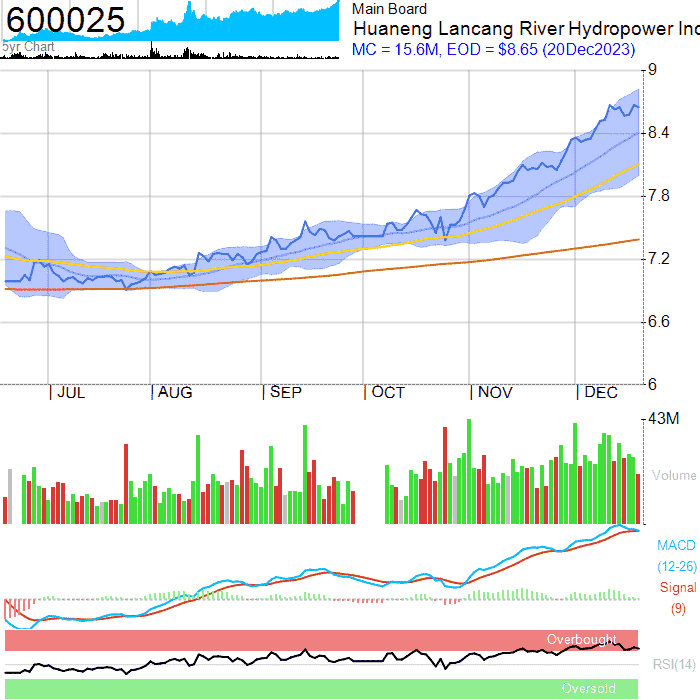 600025
Main Board
Huaneng Lancang River Hydropower Inc
5yr Chart
MC = 15.6M, EOD = $8.65 (20Dec2023)
9
8.4
7.8
7.2
6.6
6
JUL AUG SEP OCT NOV DEC
43M
Volume
MACD
(12-26)
Signal
(9)
Overbought
RSI(14)
Oversold